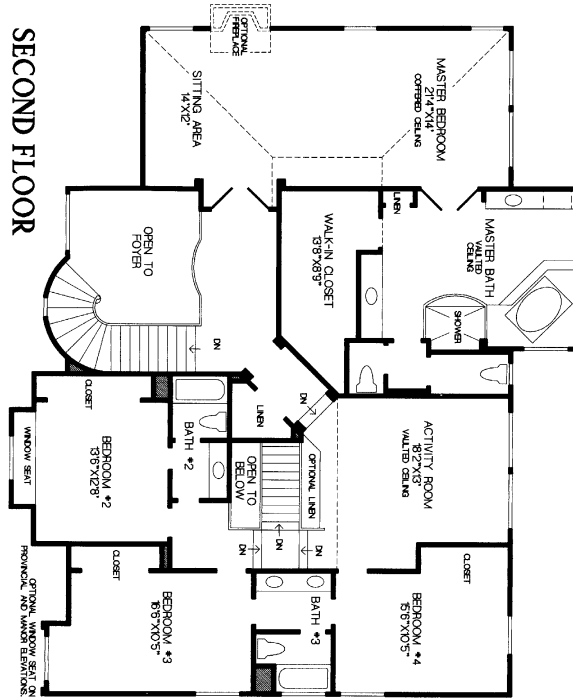 SECOND FLOOR
OPTIONAL
FIREPLACE
SITTING AREA
14'X12'
MASTER BEDROOM
21'4"X14'
COFFERED CEILING
OPEN TO
FOYER
DN
WALK-IN CLOSET
13'8"X8'9"
LINEN
MASTER BATH
VAULTED
CEILING
SHOWER
CLOSET
BEDROOM #2
13'6"X12'8"
WINDOW SEAT
BATH #2
LINEN
DN
OPEN TO
BELOW
OPTIONAL LINEN
DN
DN
DN
ACTIVITY ROOM
18'2"X13'
VAULTED CEILING
CLOSET
CLOSET
BEDROOM #3
16'6"X10'5"
BATH #3
BEDROOM #4
15'6"X10'5"
OPTIONAL WINDOW SEAT ON
PROVINCIAL AND MANOR ELEVATIONS.